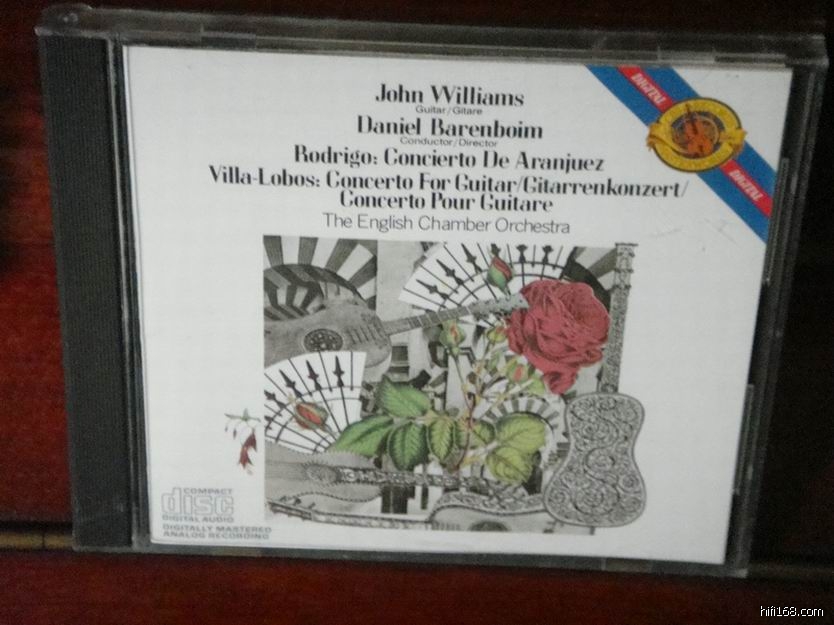 John Williams
Guitar/Gitare
Daniel Barenboim
Conductor/Director
Rodrigo: Concierto De Aranjuez
Villa-Lobos: Concerto For Guitar/Gitarrenkonzert/
Concerto Pour Guitare
The English Chamber Orchestra
DIGITAL
DIGITAL
COMPACT
disc
DIGITAL AUDIO
DIGITALLY MASTERED
ANALOG RECORDING
hifi168.com